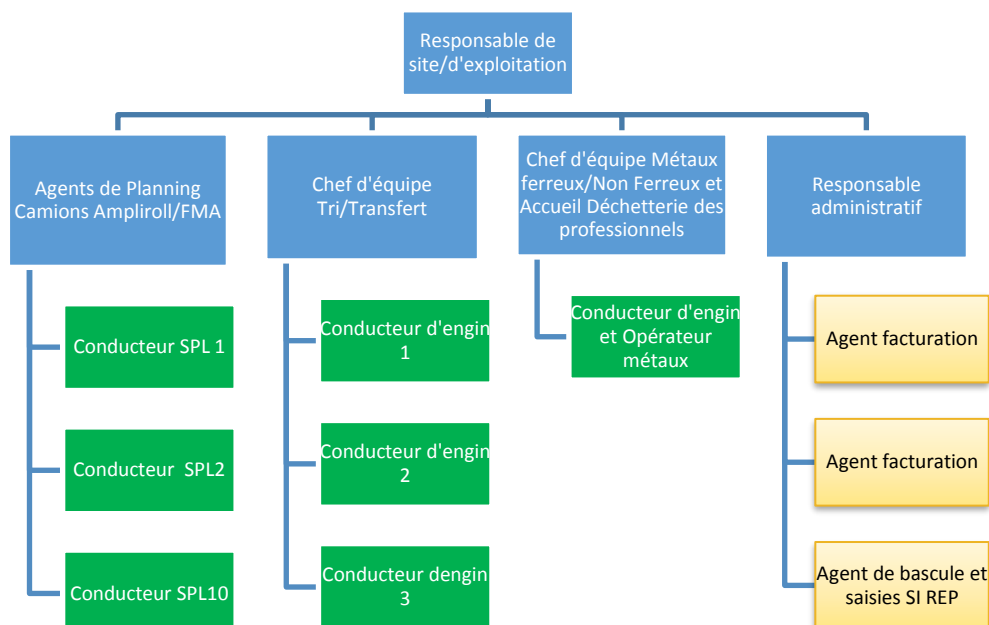 Responsable de
site/d'exploitation
Agents de Planning
Camions Ampliroll/FMA
Chef d'équipe
Tri/Transfert
Chef d'équipe Métaux
ferreux/Non Ferreux et
Accueil Déchetterie des
professionnels
Responsable
administratif
Conducteur SPL 1
Conducteur SPL2
Conducteur SPL10
Conducteur d'engin
1
Conducteur d'engin
2
Conducteur dengin
3
Conducteur d'engin
et Opérateur
métaux
Agent facturation
Agent facturation
Agent de bascule et
saisies SI REP